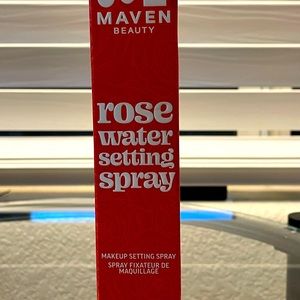 MAVEN
BEAUTY
rose
water
setting
spray
MAKEUP SETTING SPRAY
SPRAY FIXATEUR DE
MAQUILLAGE